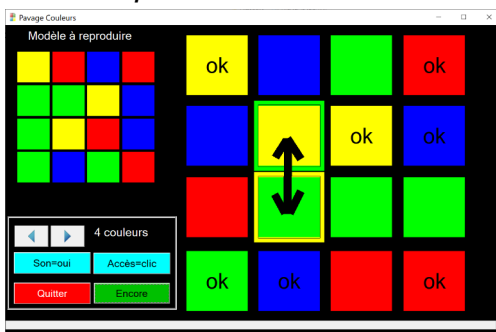 Pavage Couleurs
Modèle à reproduire
ok ok
ok ok
4 couleurs
Son=oui Accès=clic
Quitter Encore
ok ok ok